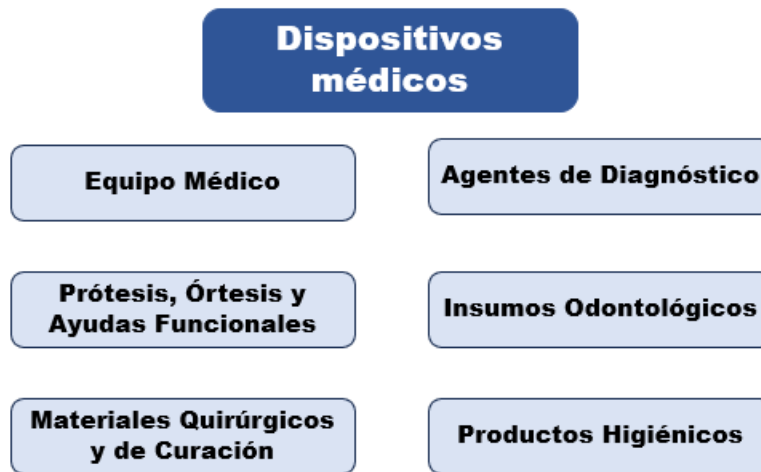 Dispositivos
médicos
Equipo Médico
Agentes de Diagnóstico
Prótesis, Órtesis y
Ayudas Funcionales
Insumos Odontológicos
Materiales Quirúrgicos
y de Curación
Productos Higiénicos